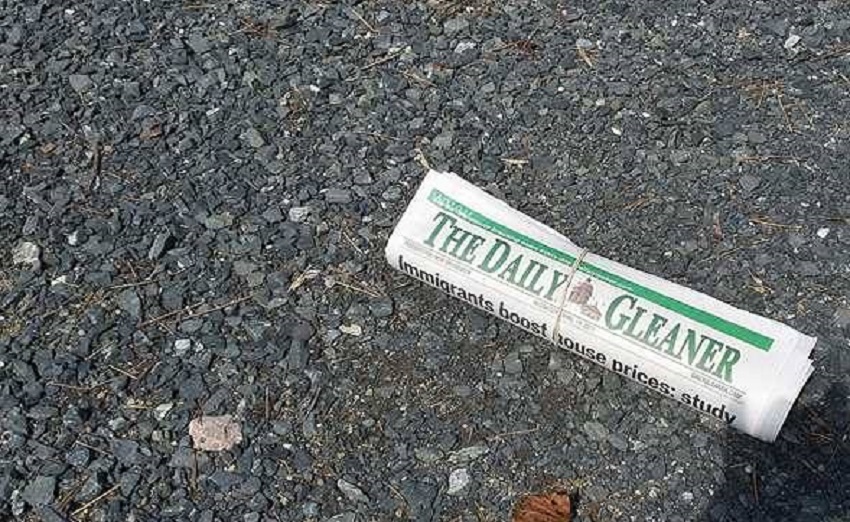 THE DAILY GLEANER
Immigrants boost house prices: study